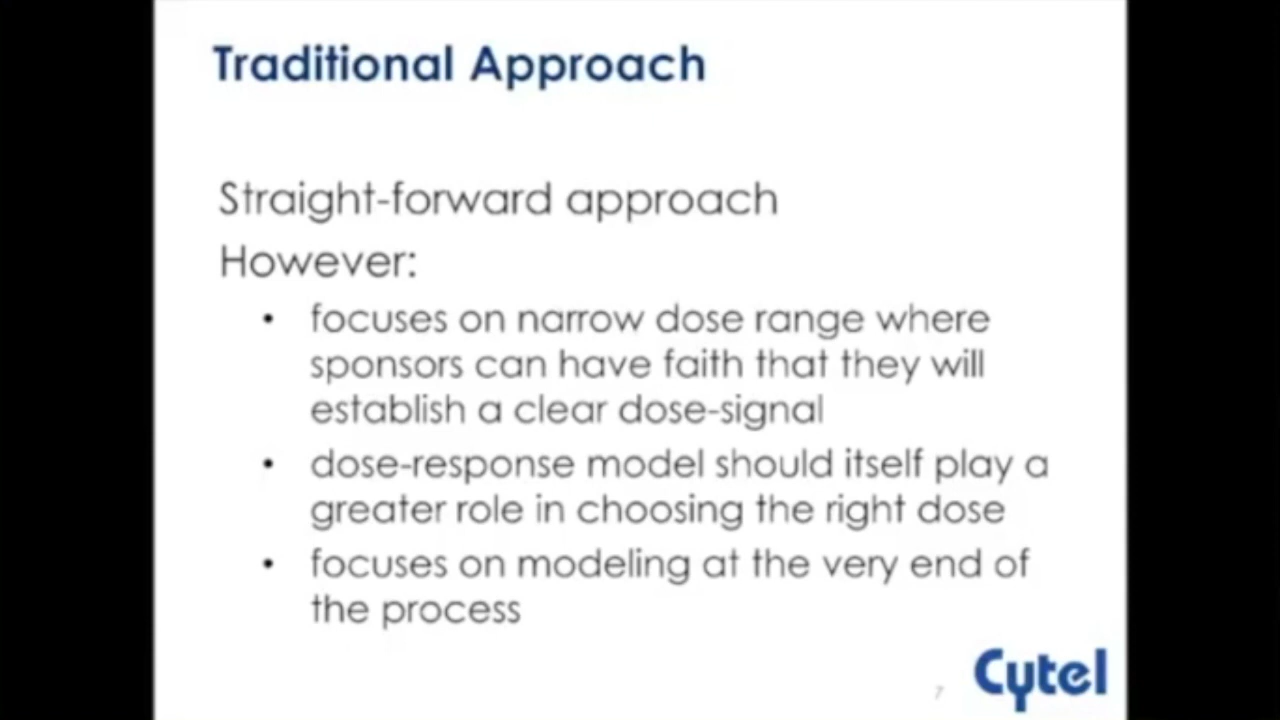 Traditional Approach
Straight-forward approach
However:
• focuses on narrow dose range where
sponsors can have faith that they will
establish a clear dose-signal
• dose-response model should itself play a
greater role in choosing the right dose
• focuses on modeling at the very end of
the process
7
Cytel